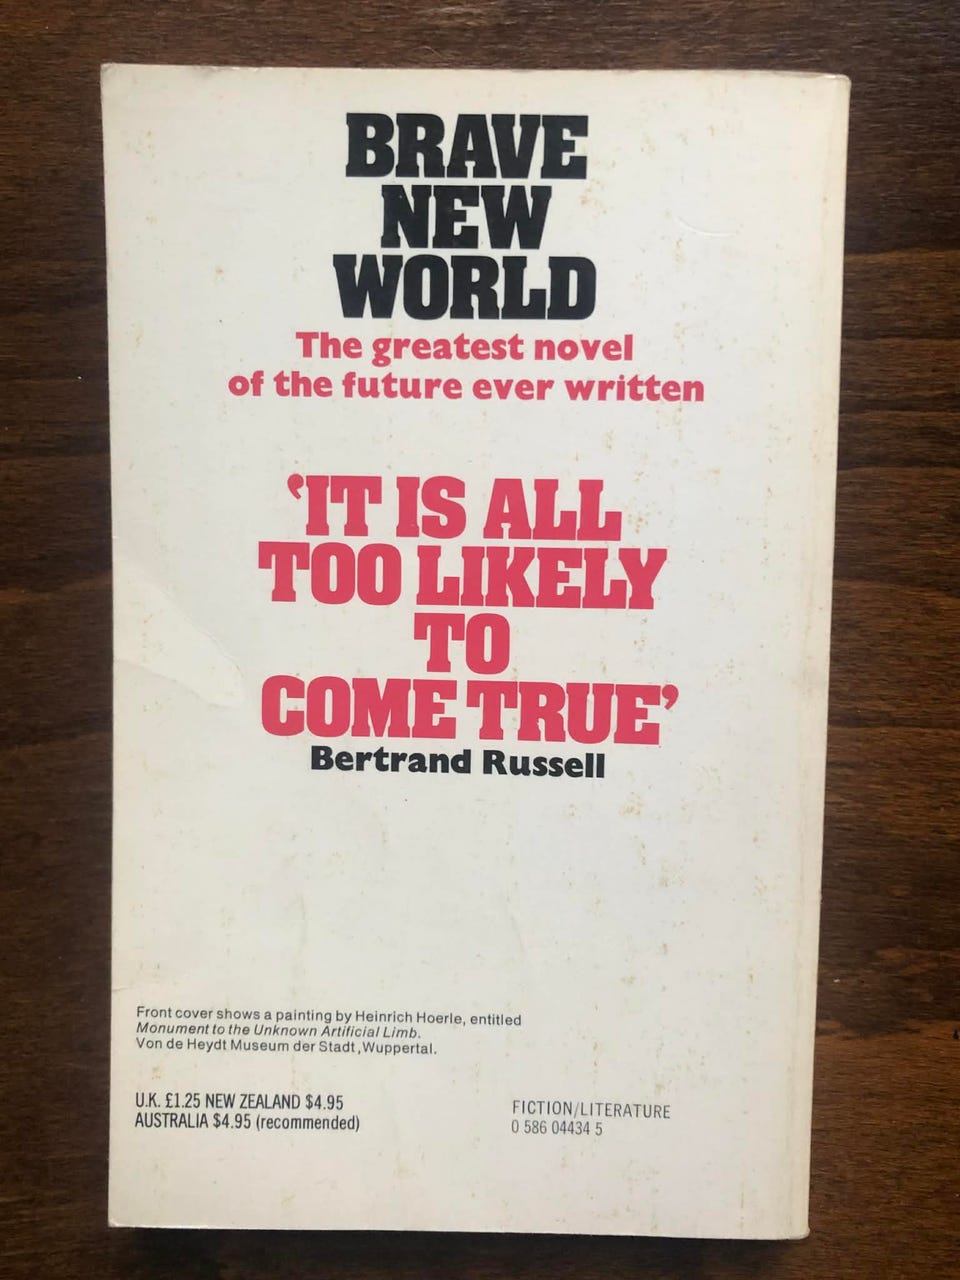 BRAVE
NEW
WORLD
The greatest novel
of the future ever written
‘IT IS ALL
TOO LIKELY
TO
COME TRUE’
Bertrand Russell
Front cover shows a painting by Heinrich Hoerle, entitled
Monument to the Unknown Artificial Limb.
Von de Heydt Museum der Stadt, Wuppertal.
U.K. £1.25 NEW ZEALAND $4.95
AUSTRALIA $4.95 (recommended)
FICTION/LITERATURE
0 586 04434 5